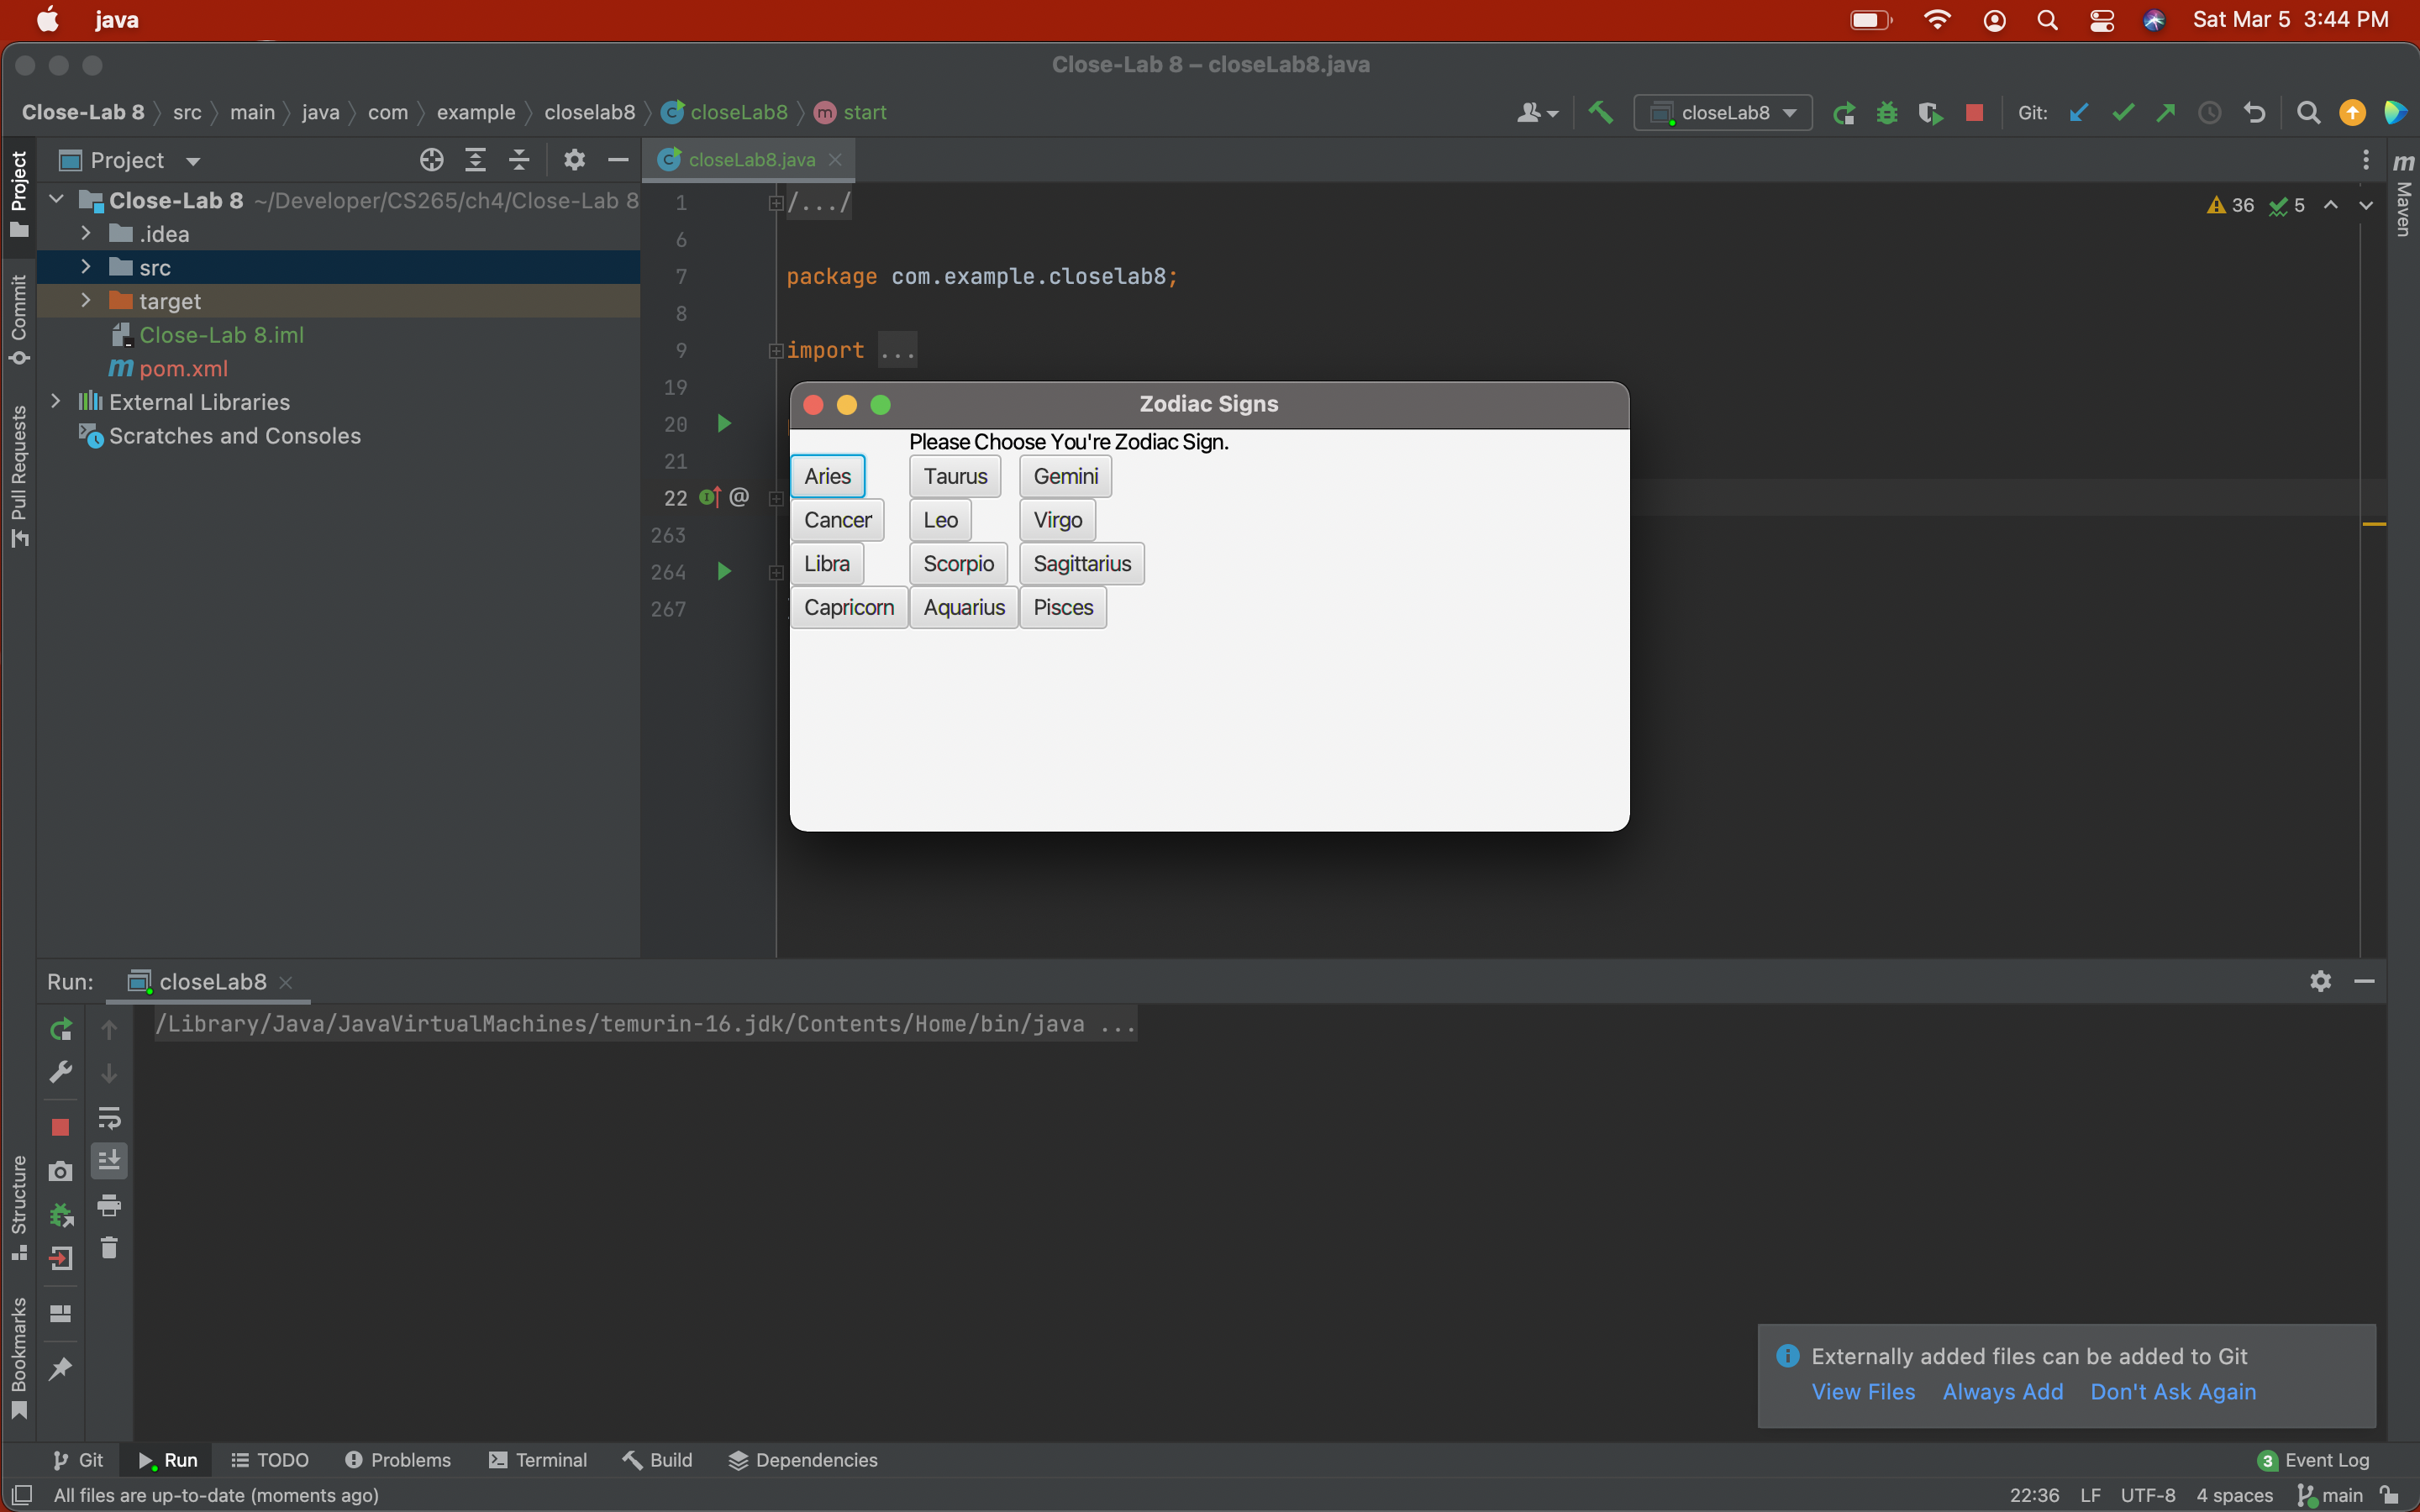 java
Sat Mar 5 3:44 PM
Close-Lab 8 – closeLab8.java
Close-Lab 8 src main java com example closelab8 closeLab8 m start
closeLab8
Git:
Project
closeLab8.java
Project
Commit
Pull Requests
Structure
Bookmarks
Close-Lab 8 ~/Developer/CS265/ch4/Close-Lab 8
.idea
src
target
Close-Lab 8.iml
m pom.xml
External Libraries
Scratches and Consoles
1 /.../
6
7 package com.example.closelab8;
8
9 import ...
19
20
21
22 @
263
264
267
36 5
m Maven
Zodiac Signs
Please Choose You're Zodiac Sign.
Aries Taurus Gemini
Cancer Leo Virgo
Libra Scorpio Sagittarius
Capricorn Aquarius Pisces
Run: closeLab8
/Library/Java/JavaVirtualMachines/temurin-16.jdk/Contents/Home/bin/java ...
Externally added files can be added to Git
View Files Always Add Don't Ask Again
Git Run TODO Problems Terminal Build Dependencies
3 Event Log
All files are up-to-date (moments ago)
22:36 LF UTF-8 4 spaces main